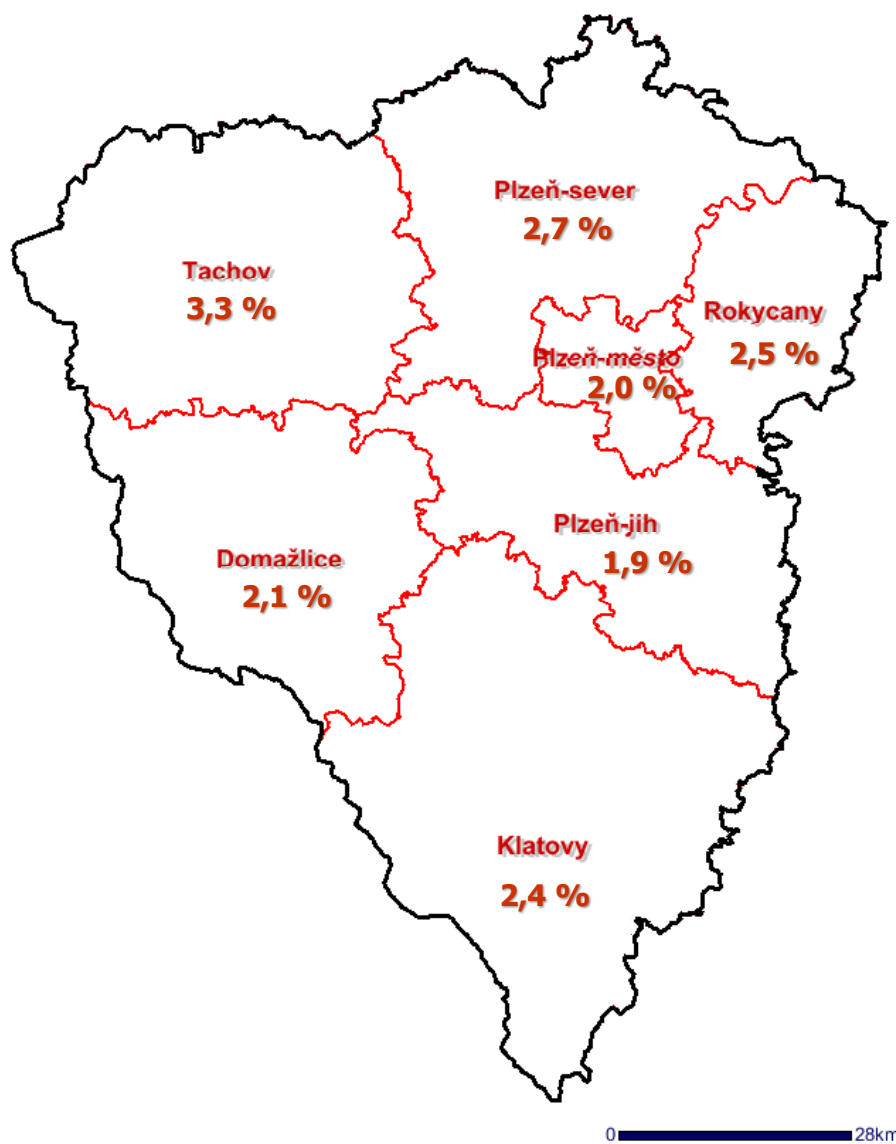 Plzeň-sever
2,7 %
Tachov
3,3 %
Rokycany
2,5 %
Plzeň-město
2,0 %
Plzeň-jih
1,9 %
Domažlice
2,1 %
Klatovy
2,4 %
0 28km